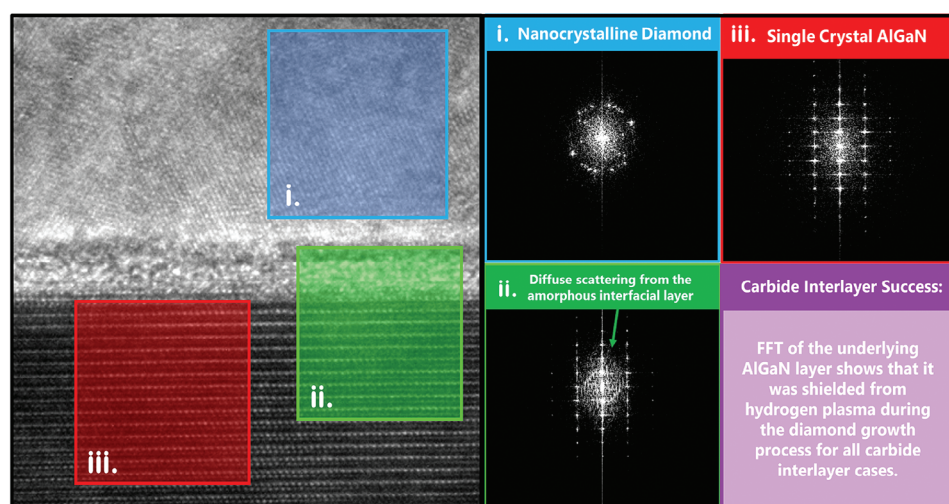 i.
ii.
iii.
i. Nanocrystalline Diamond
iii. Single Crystal AlGaN
ii. Diffuse scattering from the
amorphous interfacial layer
Carbide Interlayer Success:
FFT of the underlying
AlGaN layer shows that it
was shielded from
hydrogen plasma during
the diamond growth
process for all carbide
interlayer cases.